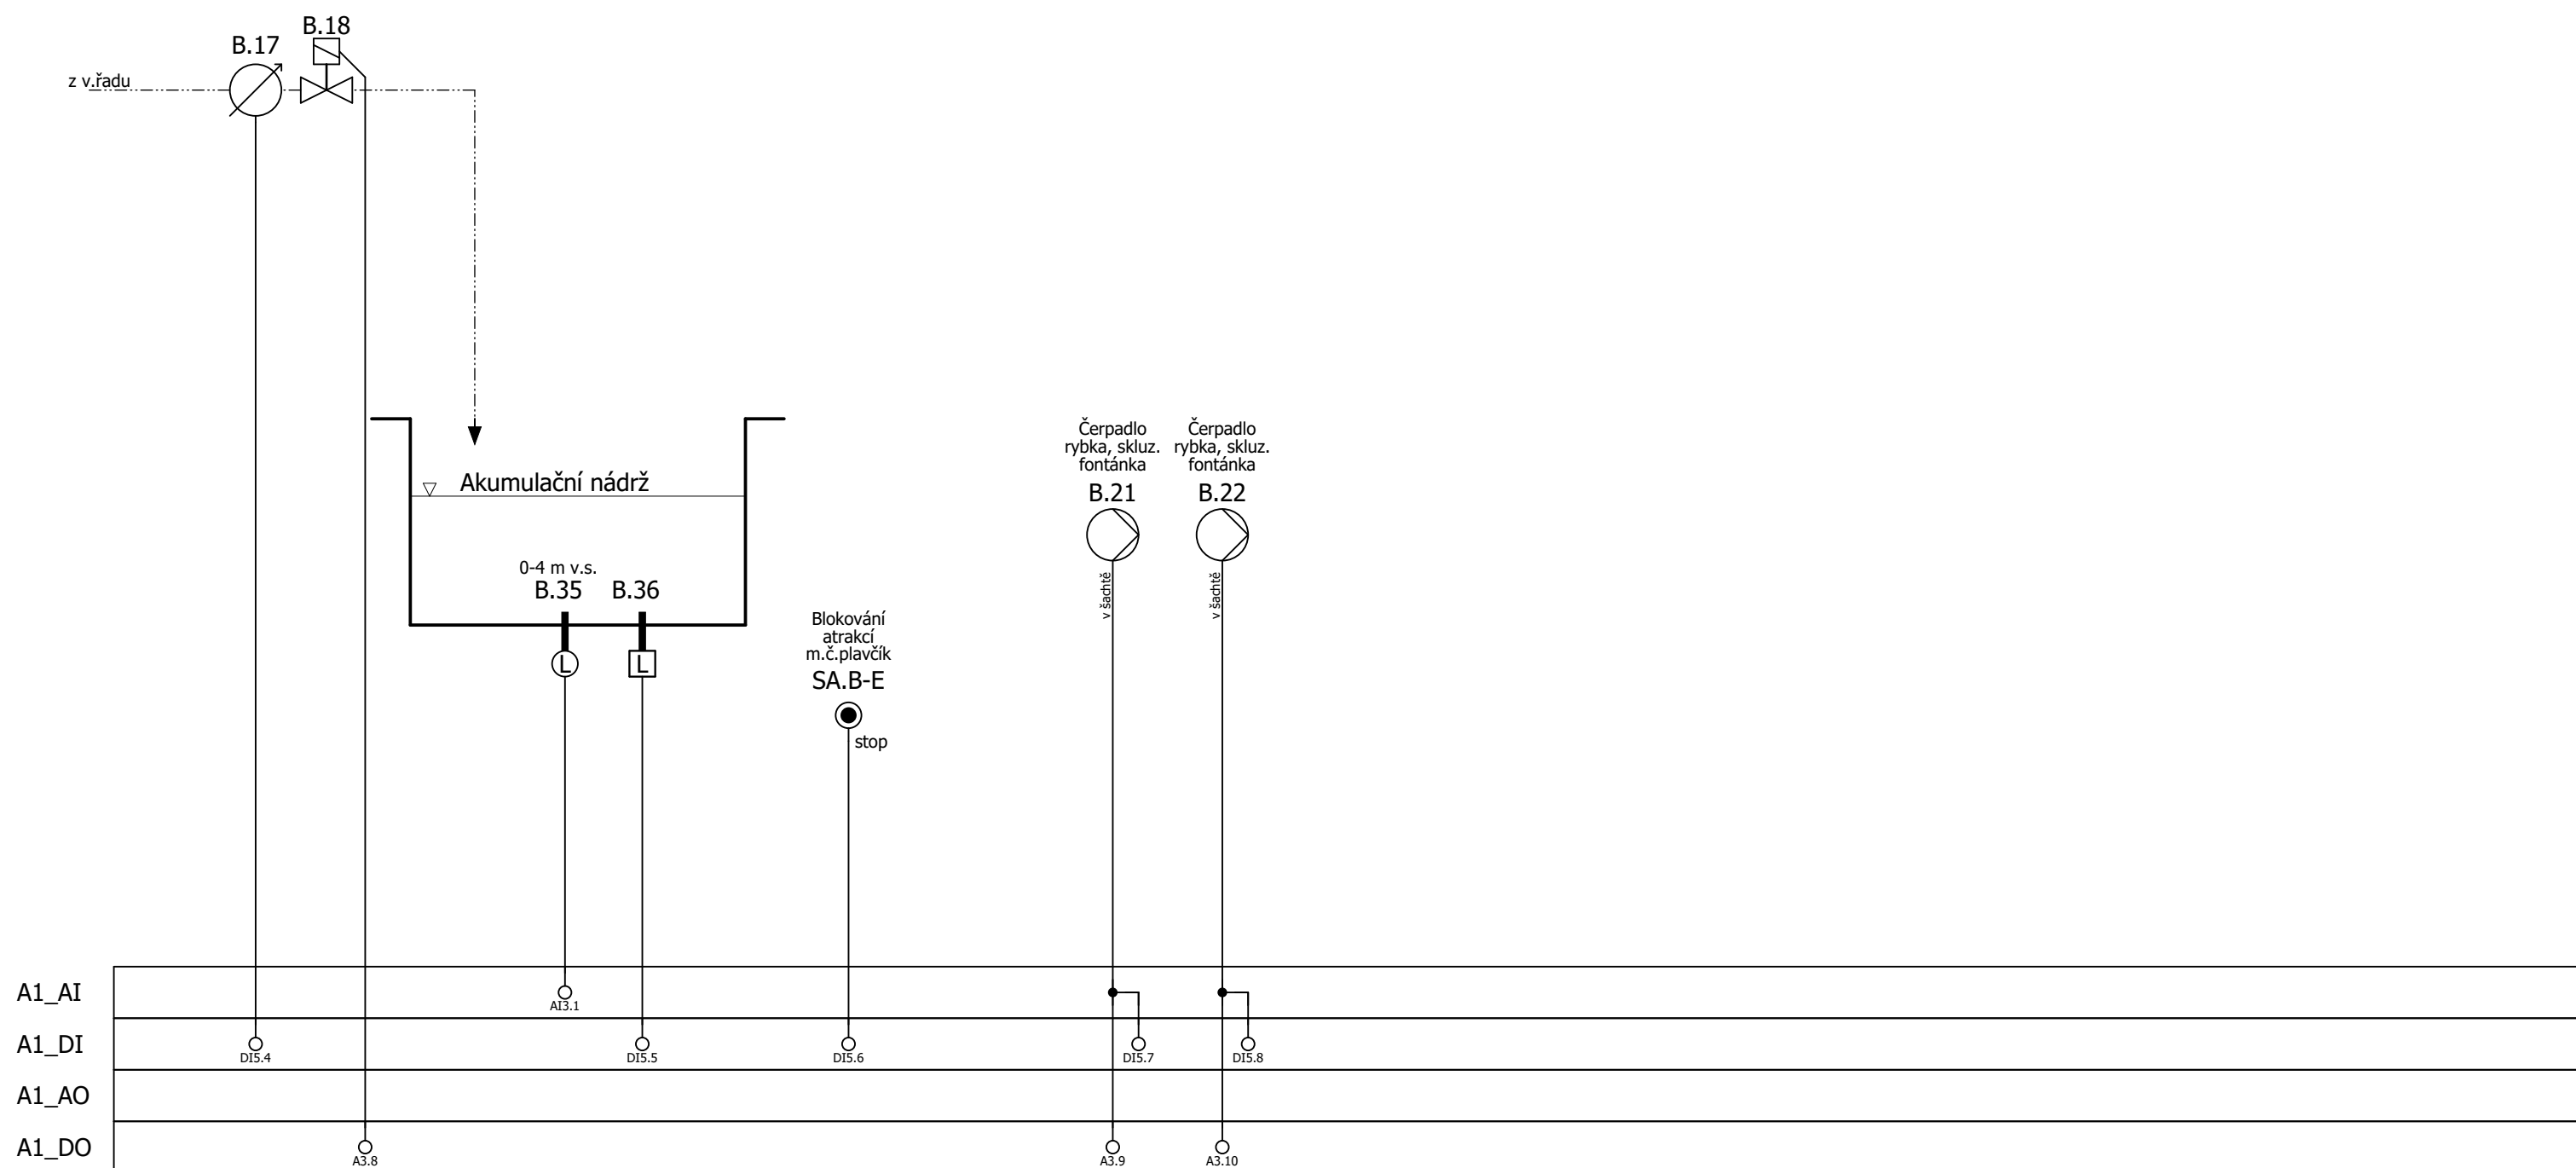 B.18
B.17
z v.řadu
Čerpadlo
rybka, skluz.
fontánka
B.21
Čerpadlo
rybka, skluz.
fontánka
B.22
Akumulační nádrž
0-4 m v.s.
B.35
B.36
v šachtě
v šachtě
Blokování
atrakcí
m.č.plavčík
SA.B-E
L
L
stop
A1_AI
AI3.1
A1_DI
DI5.4
DI5.5
DI5.6
DI5.7
DI5.8
A1_AO
A1_DO
A3.8
A3.9
A3.10